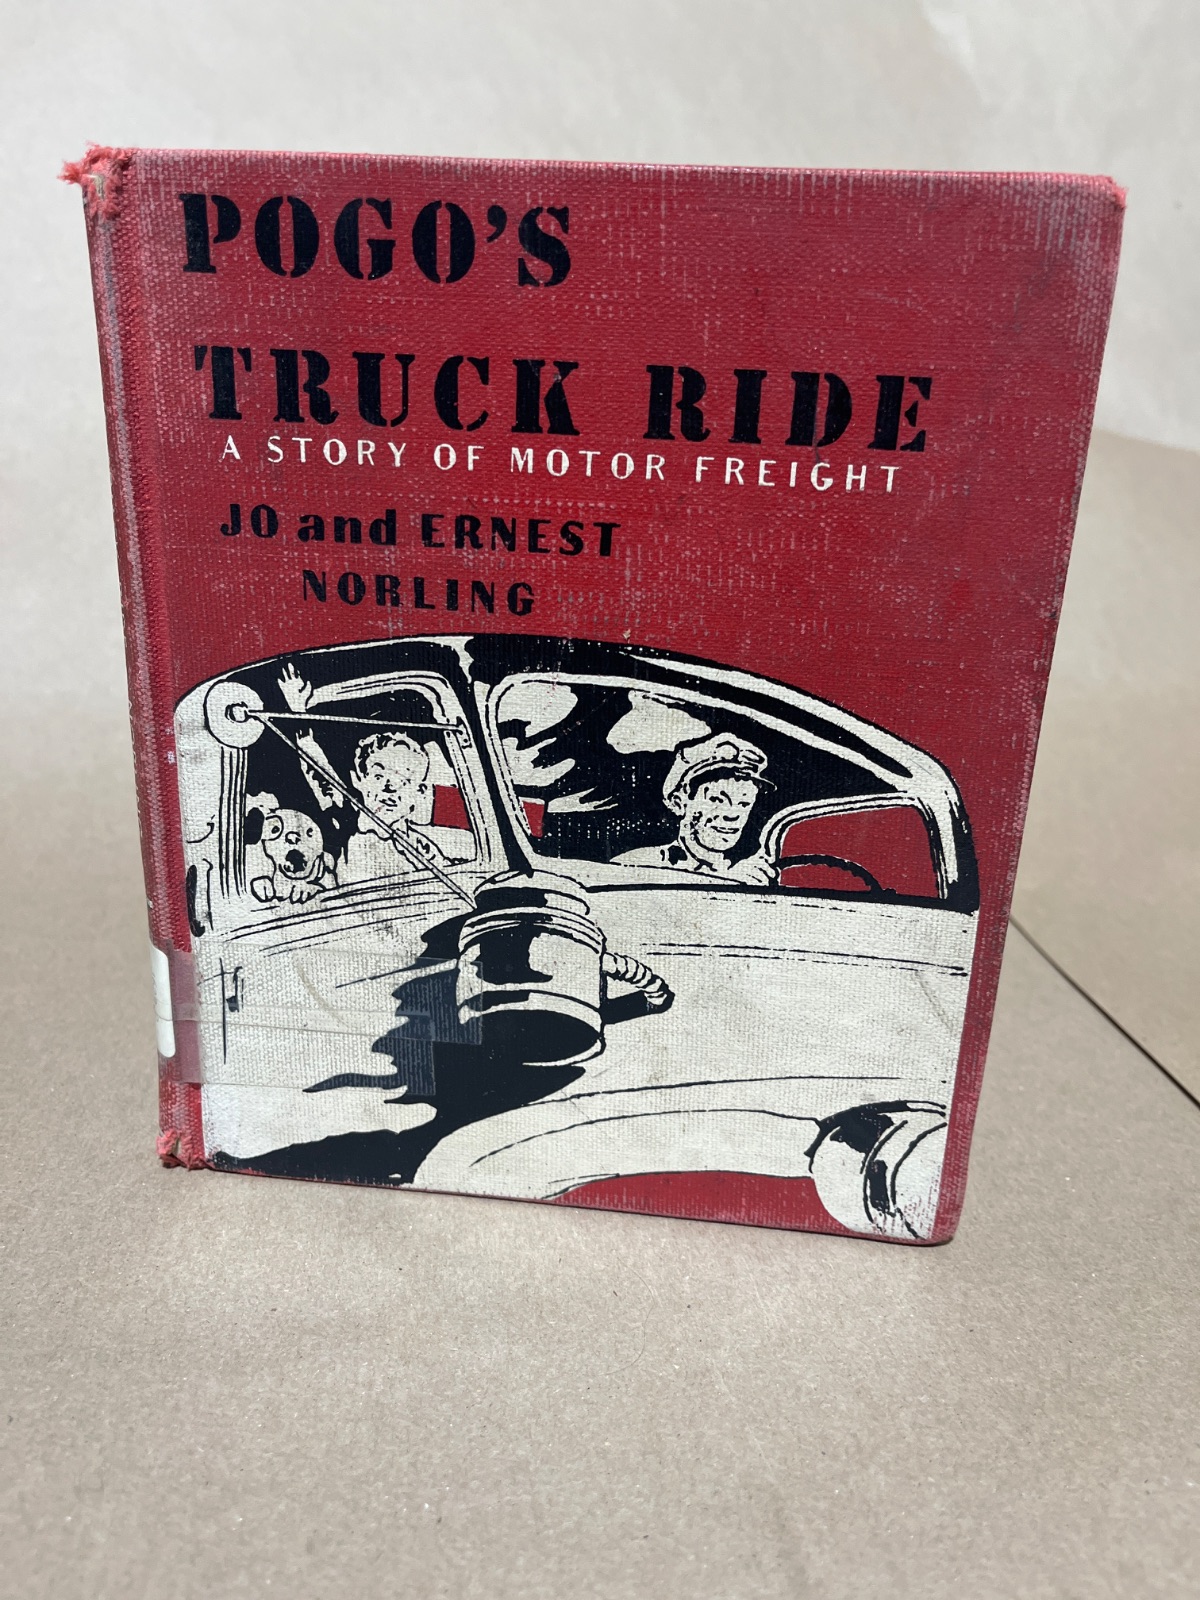 POGO'S
TRUCK RIDE
A STORY OF MOTOR FREIGHT
JO and ERNEST
NORLING